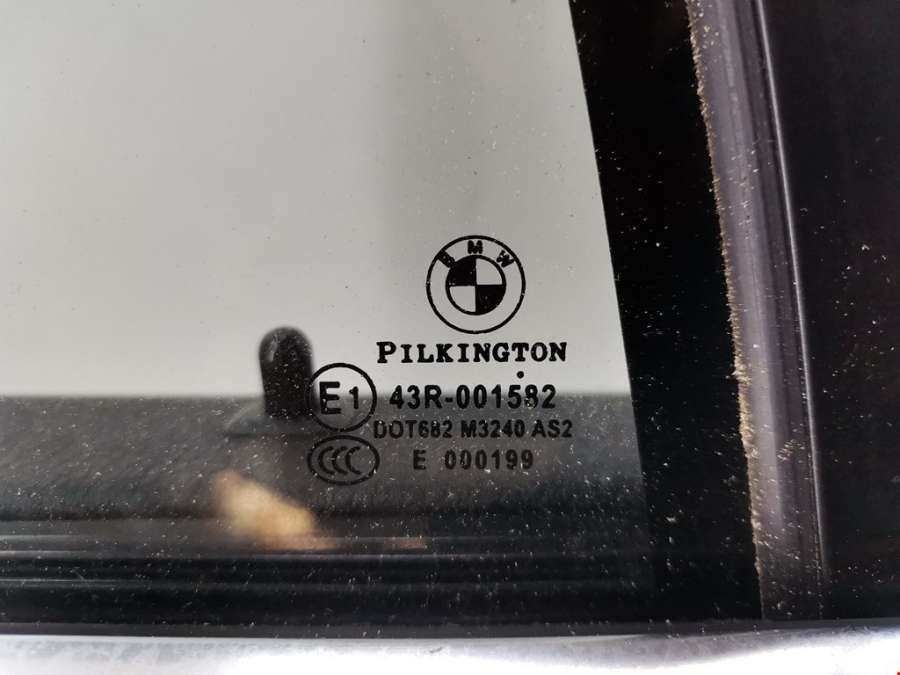 BMW
PILKINGTON
E1 43R-001582
DOT682 M3240 AS2
CCC E 000199